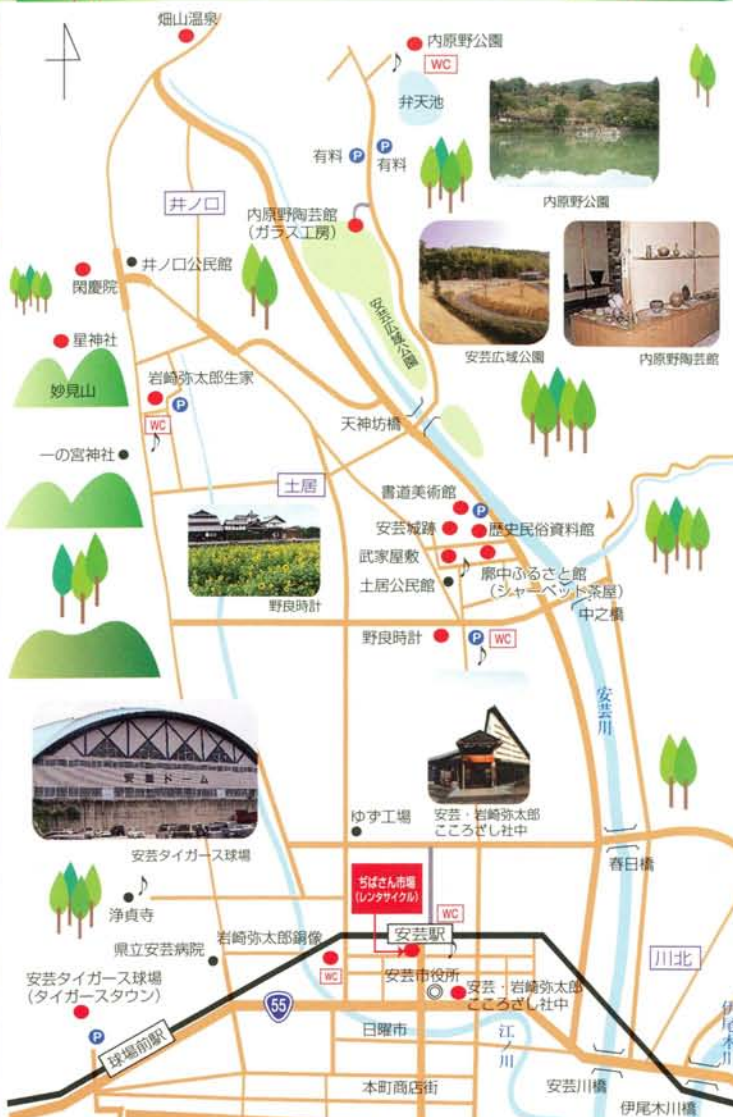 畑山温泉
内原野公園
WC
弁天池
有料
P
P
有料
内原野公園
井ノ口
内原野陶芸館
(ガラス工房)
井ノ口公民館
閑慶院
安芸広域公園
安芸広域公園
内原野陶芸館
星神社
妙見山
岩崎弥太郎生家
P
WC
天神坊橋
一の宮神社
土居
書道美術館
P
安芸城跡
歴史民俗資料館
武家屋敷
廓中ふるさと館
(シャーベット茶屋)
土居公民館
野良時計
中之橋
野良時計
P
WC
安芸川
安芸ドーム
安芸タイガース球場
ゆず工場
安芸・岩崎弥太郎
こころざし社中
春日橋
ぢばさん市場
(レンタサイクル)
浄貞寺
WC
岩崎弥太郎銅像
安芸駅
県立安芸病院
WC
川北
安芸市役所
安芸タイガース球場
(タイガースタウン)
安芸・岩崎弥太郎
こころざし社中
55
P
日曜市
江ノ川
伊尾木川
球場前駅
本町商店街
安芸川橋
伊尾木川橋